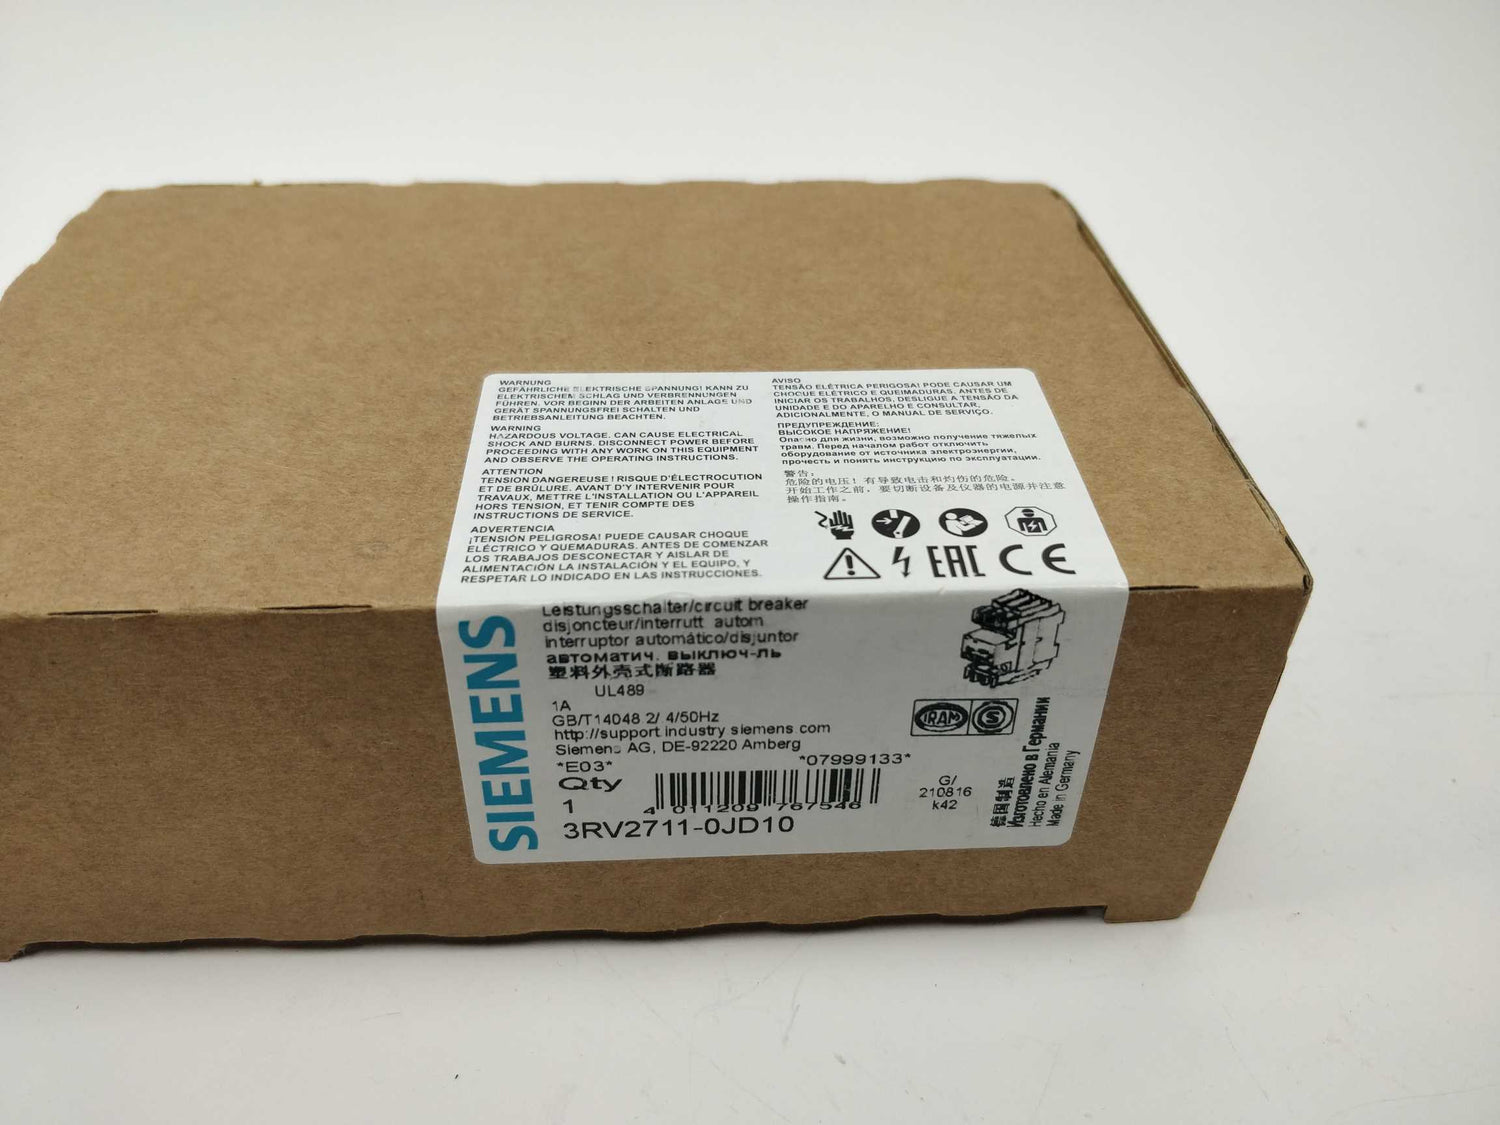 WARNUNG
GEFÄHRLICHE ELEKTRISCHE SPANNUNG! KANN ZU
ELEKTRISCHEM SCHLAG UND VERBRENNUNGEN
FÜHREN. VOR BEGINN DER ARBEITEN ANLAGE UND
GERÄT SPANNUNGSFREI SCHALTEN UND
BETRIEBSANLEITUNG BEACHTEN.
WARNING
HAZARDOUS VOLTAGE. CAN CAUSE ELECTRICAL
SHOCK AND BURNS. DISCONNECT POWER BEFORE
PROCEEDING WITH ANY WORK ON THIS EQUIPMENT
AND OBSERVE THE OPERATING INSTRUCTIONS.
ATTENTION
TENSION DANGEREUSE ! RISQUE D'ÉLECTROCUTION
ET DE BRÛLURE. AVANT D'Y INTERVENIR POUR
TRAVAUX, METTRE L'INSTALLATION OU L'APPAREIL
HORS TENSION, ET TENIR COMPTE DES
INSTRUCTIONS DE SERVICE.
ADVERTENCIA
¡TENSIÓN PELIGROSA! PUEDE CAUSAR CHOQUE
ELÉCTRICO Y QUEMADURAS. ANTES DE COMENZAR
LOS TRABAJOS DESCONECTAR Y AISLAR DE
ALIMENTACIÓN LA INSTALACIÓN Y EL EQUIPO, Y
RESPETAR LO INDICADO EN LAS INSTRUCCIONES.
AVISO
TENSÃO ELÉTRICA PERIGOSA! PODE CAUSAR UM
CHOCUE ELÉTRICO E QUEIMADURAS. ANTES DE
INICIAR OS TRABALHOS, DESLIGUE A TENSÃO DA
UNIDADE E DO APARELHO E CONSULTAR,
ADICIONALMENTE, O MANUAL DE SERVIÇO.
ПРЕДУПРЕЖДЕНИЕ:
ВЫСОКОЕ НАПРЯЖЕНИЕ!
Опасно для жизни, возможно получение тяжелых
травм. Перед началом работ отключить
оборудование от источника электроэнергии,
прочесть и понять инструкцию по эксплуатации.
警告:
危险的电压! 有导致电击和灼伤的危险。
开始工作之前, 要切断设备及仪器的电源并注意
操作指南。
EAC CE
SIEMENS
Leistungsschalter/circuit breaker
disjoncteur/interrutt autom
interruptor automático/disjuntor
автоматич. выключ-ль
塑料外壳式断路器
UL489
1A
GB/T14048 2/ 4/50Hz
http://support industry siemens com
Siemens AG, DE-92220 Amberg
*E03*
*07999133*
Qty
1
4 011209 767546
3RV2711-0JD10
IRAM S
G/
210816
k42
德国制造
Изготовлено в Германии
Hecho en Alemania
Made in Germany